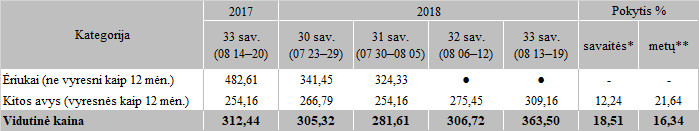 Kategorija 2017 2018 Pokytis %
33 sav. (08 14–20) 30 sav. (07 23–29) 31 sav. (07 30–08 05) 32 sav. (08 06–12) 33 sav. (08 13–19) savaitės* metų**
Ėriukai (ne vyresni kaip 12 mėn.) 482,61 341,45 324,33 ● ● - -
Kitos avys (vyresnės kaip 12 mėn.) 254,16 266,79 254,16 275,45 309,16 12,24 21,64
Vidutinė kaina 312,44 305,32 281,61 306,72 363,50 18,51 16,34